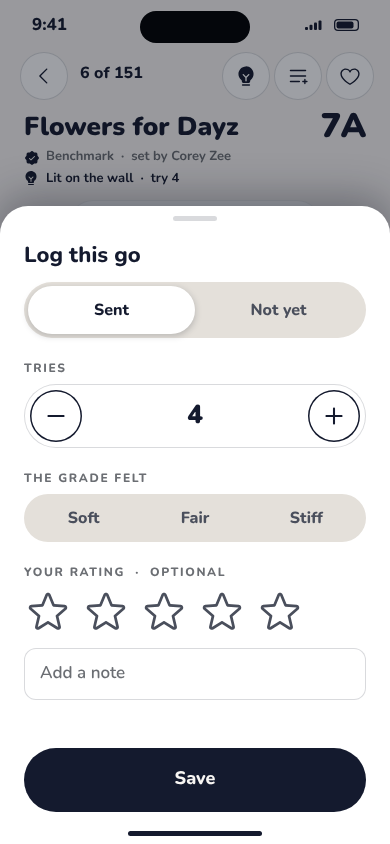 9:41
6 of 151
Flowers for Dayz
7A
Benchmark · set by Corey Zee
Lit on the wall · try 4
Log this go
Sent
Not yet
TRIES
4
THE GRADE FELT
Soft
Fair
Stiff
YOUR RATING · OPTIONAL
Add a note
Save